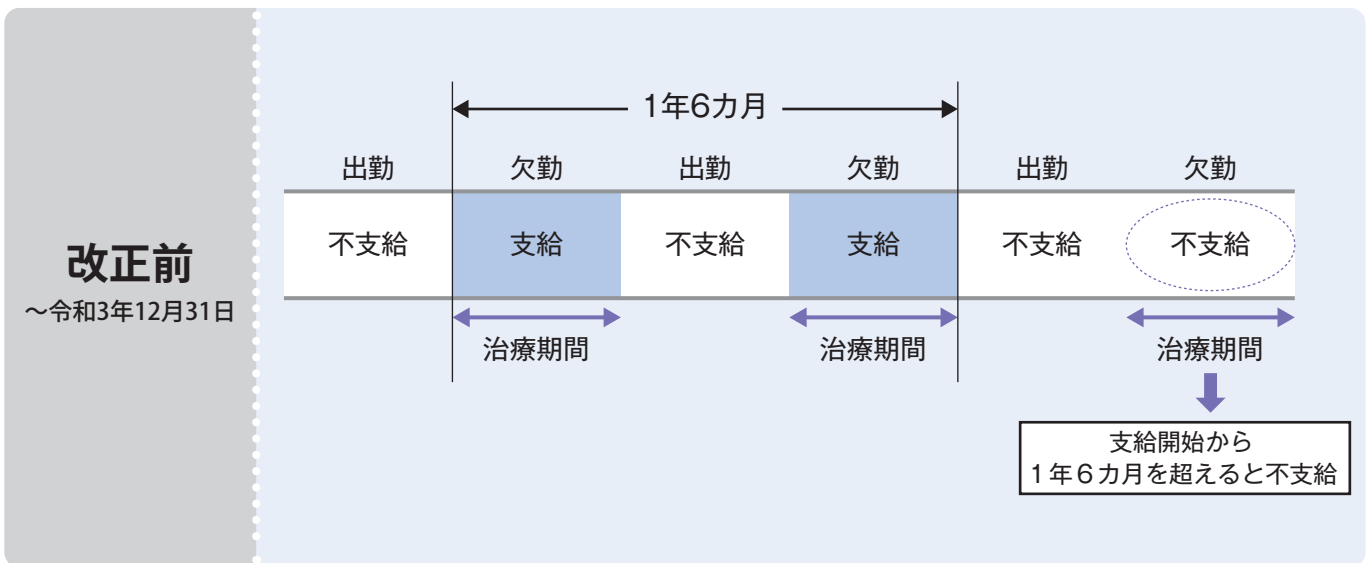 改正前
～令和3年12月31日
1年6カ月
出勤 欠勤 出勤 欠勤 出勤 欠勤
不支給 支給 不支給 支給 不支給 不支給
治療期間 治療期間 治療期間
支給開始から
1年6カ月を超えると不支給